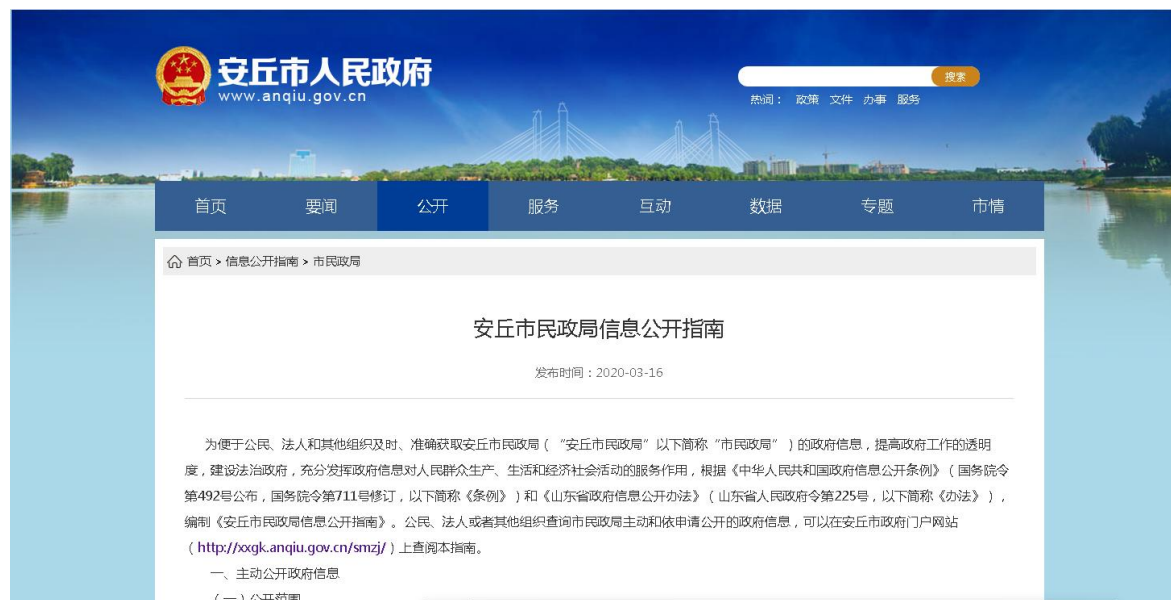 安丘市人民政府
www.anqiu.gov.cn
搜索
热词： 政策 文件 办事 服务
首页 要闻 公开 服务 互动 数据 专题 市情
首页 > 信息公开指南 > 市民政局
安丘市民政局信息公开指南
发布时间：2020-03-16
为便于公民、法人和其他组织及时、准确获取安丘市民政局（ “安丘市民政局” 以下简称 “市民政局” ）的政府信息，提高政府工作的透明
度，建设法治政府，充分发挥政府信息对人民群众生产、生活和经济社会活动的服务作用，根据《中华人民共和国政府信息公开条例》（国务院令
第492号公布，国务院令第711号修订，以下简称《条例》）和《山东省政府信息公开办法》（山东省人民政府令第225号，以下简称《办法》），
编制《安丘市民政局信息公开指南》。公民、法人或者其他组织查询市民政局主动和依申请公开的政府信息，可以在安丘市政府门户网站
（http://xxgk.anqiu.gov.cn/smzj/）上查阅本指南。
一、主动公开政府信息
（一）公开范围